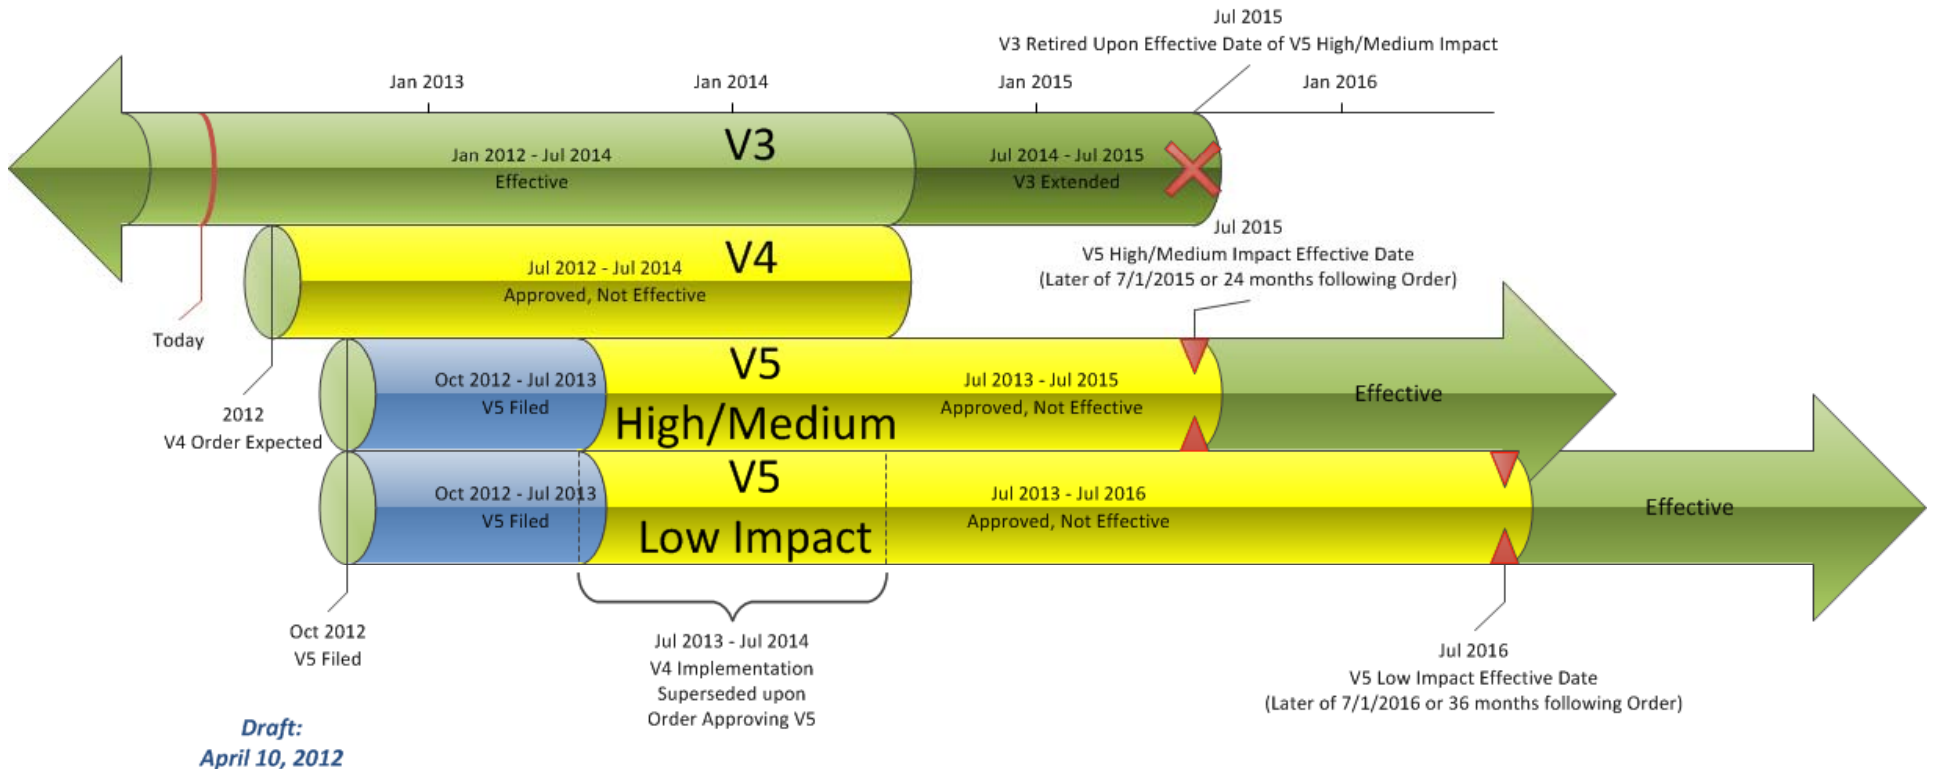 Jul 2015
V3 Retired Upon Effective Date of V5 High/Medium Impact
Jan 2013
Jan 2014
Jan 2015
Jan 2016
V3
Jan 2012 - Jul 2014
Effective
Jul 2014 - Jul 2015
V3 Extended
Jul 2015
V5 High/Medium Impact Effective Date
(Later of 7/1/2015 or 24 months following Order)
V4
Jul 2012 - Jul 2014
Approved, Not Effective
Today
V5
High/Medium
Oct 2012 - Jul 2013
V5 Filed
Jul 2013 - Jul 2015
Approved, Not Effective
Effective
2012
V4 Order Expected
V5
Low Impact
Oct 2012 - Jul 2013
V5 Filed
Jul 2013 - Jul 2016
Approved, Not Effective
Effective
Oct 2012
V5 Filed
Jul 2013 - Jul 2014
V4 Implementation
Superseded upon
Order Approving V5
Jul 2016
V5 Low Impact Effective Date
(Later of 7/1/2016 or 36 months following Order)
Draft:
April 10, 2012